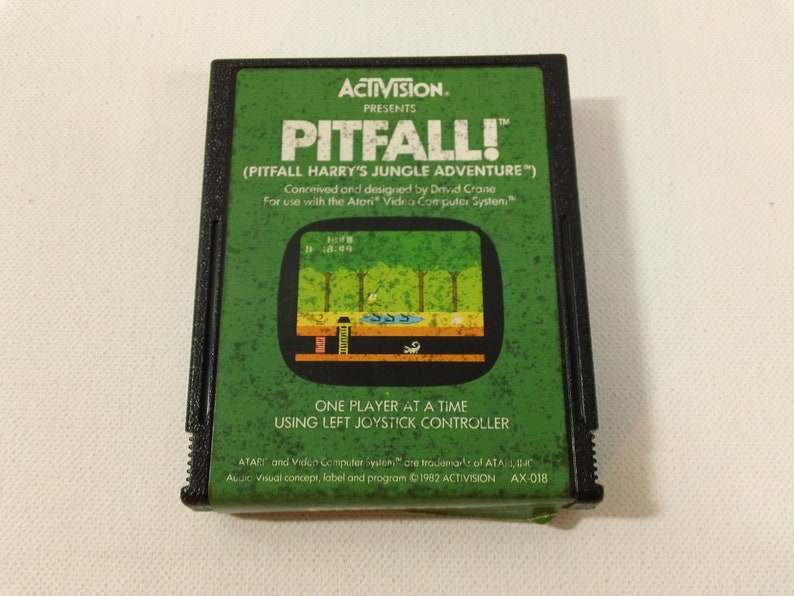 ACTIVISION®
PRESENTS
PITFALL!™
(PITFALL HARRY'S JUNGLE ADVENTURE™)
Conceived and designed by David Crane
For use with the Atari® Video Computer System™
18:49
ONE PLAYER AT A TIME
USING LEFT JOYSTICK CONTROLLER
ATARI® and Video Computer System™ are trademarks of ATARI, INC.
Audio Visual concept, label and program ©1982 ACTIVISION AX-018